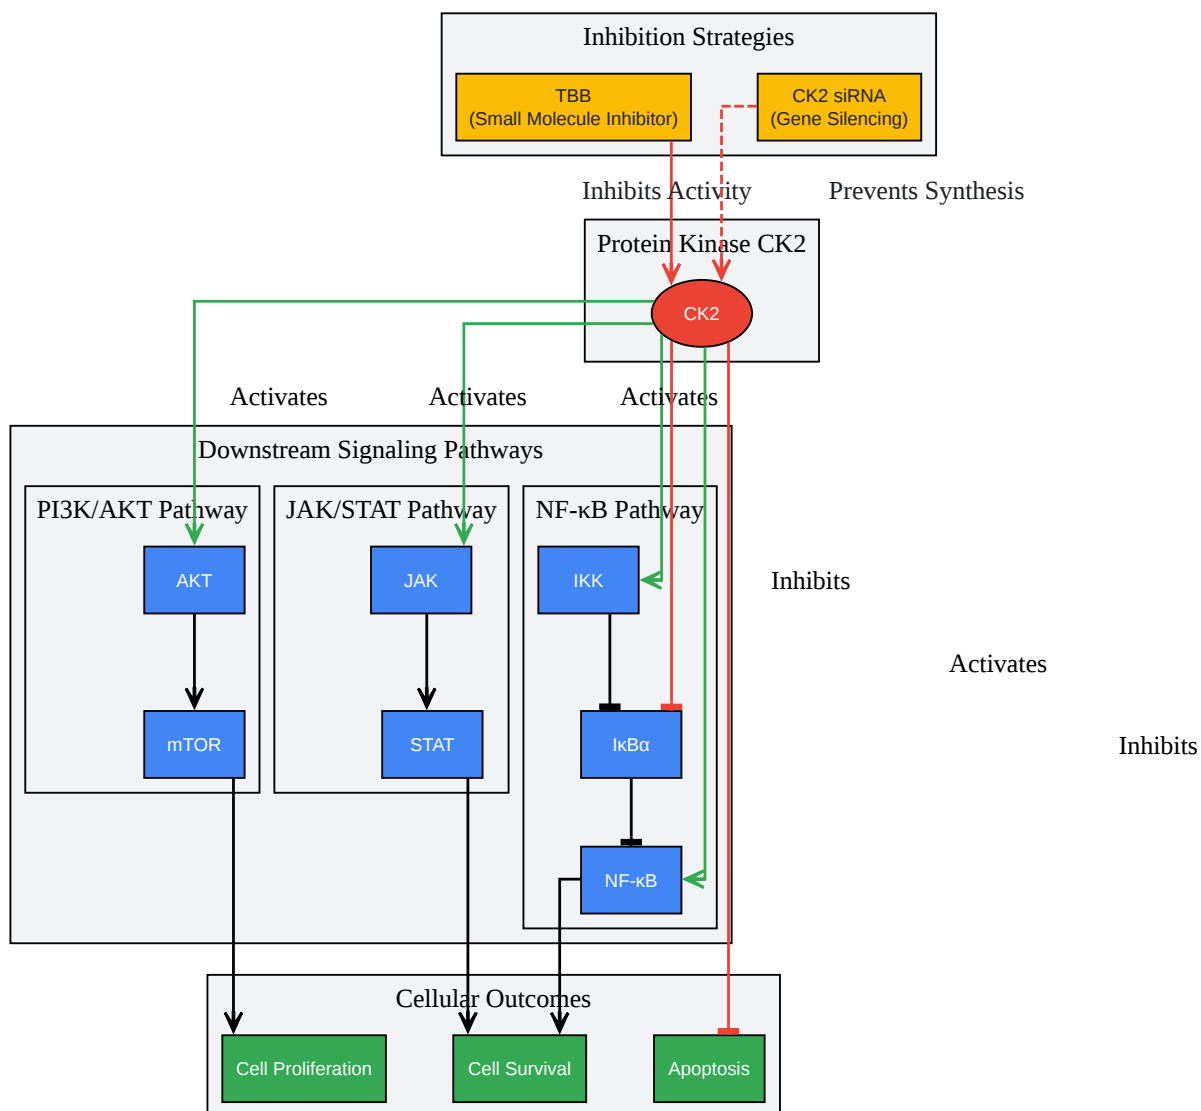 Inhibition Strategies
TBB
(Small Molecule Inhibitor)
CK2 siRNA
(Gene Silencing)
Inhibits Activity
Prevents Synthesis
Protein Kinase CK2
CK2
Activates
Activates
Activates
Downstream Signaling Pathways
PI3K/AKT Pathway
JAK/STAT Pathway
NF-κB Pathway
AKT
JAK
IKK
Inhibits
Activates
mTOR
STAT
IκBα
Inhibits
NF-κB
Cellular Outcomes
Cell Proliferation
Cell Survival
Apoptosis